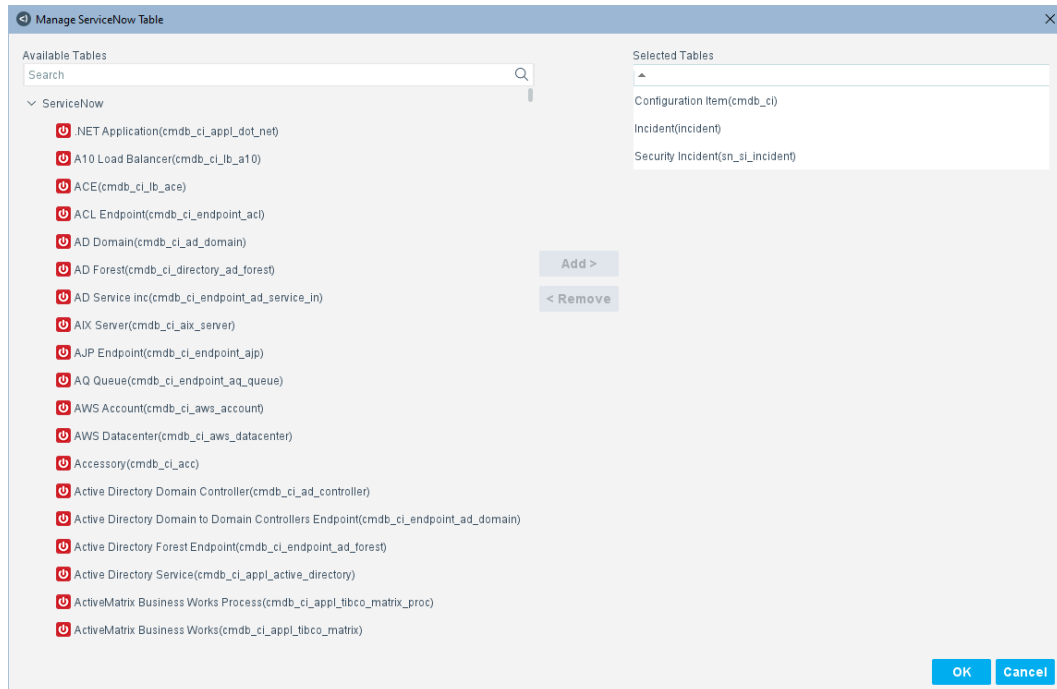 Manage ServiceNow Table
Available Tables
Search
ServiceNow
.NET Application(cmdb_ci_appl_dot_net)
A10 Load Balancer(cmdb_ci_lb_a10)
ACE(cmdb_ci_lb_ace)
ACL Endpoint(cmdb_ci_endpoint_acl)
AD Domain(cmdb_ci_ad_domain)
AD Forest(cmdb_ci_directory_ad_forest)
AD Service inc(cmdb_ci_endpoint_ad_service_in)
AIX Server(cmdb_ci_aix_server)
AJP Endpoint(cmdb_ci_endpoint_ajp)
AQ Queue(cmdb_ci_endpoint_aq_queue)
AWS Account(cmdb_ci_aws_account)
AWS Datacenter(cmdb_ci_aws_datacenter)
Accessory(cmdb_ci_acc)
Active Directory Domain Controller(cmdb_ci_ad_controller)
Active Directory Domain to Domain Controllers Endpoint(cmdb_ci_endpoint_ad_domain)
Active Directory Forest Endpoint(cmdb_ci_endpoint_ad_forest)
Active Directory Service(cmdb_ci_appl_active_directory)
ActiveMatrix Business Works Process(cmdb_ci_appl_tibco_matrix_proc)
ActiveMatrix Business Works(cmdb_ci_appl_tibco_matrix)
Add >
< Remove
Selected Tables
Configuration Item(cmdb_ci)
Incident(incident)
Security Incident(sn_si_incident)
OK
Cancel